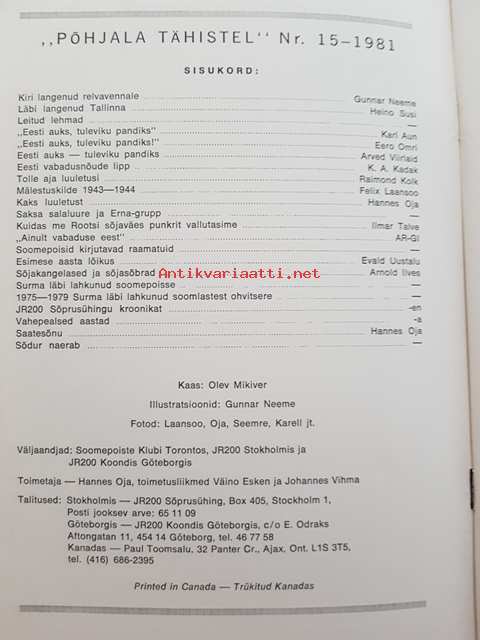 „PÕHJALA TÄHISTEL“ Nr. 15–1981
SISUKORD:
Kiri langenud relvavennale Gunnar Neeme
Läbi langenud Tallinna Heino Susi
Leitud lehmad —
„Eesti auks, tuleviku pandiks“ Karl Aun
„Eesti auks, tuleviku pandiks!“ Eero Omri
Eesti auks — tuleviku pandiks Arved Viirlaid
Eesti vabadusnõude lipp K. A. Kadak
Tolle aja luuletusi Raimond Kolk
Mälestuskilde 1943—1944 Felix Laansoo
Kaks luuletust Hannes Oja
Saksa salaluure ja Erna-grupp —
Kuidas me Rootsi sõjaväes punkrit vallutasime Ilmar Talve
„Ainult vabaduse eest“ AR-GI
Soomepoisid kirjutavad raamatuid —
Esimese aasta lõikus Evald Uustalu
Sõjakangelased ja sõjasõbrad Arnold Ilves
Antikvariaatti.net
Surma läbi lahkunud soomepoisse —
1975—1979 Surma läbi lahkunud soomlastest ohvitsere —
JR200 Sõprusühingu kroonikat -en
Vahepealsed aastad -a
Saatesõnu Hannes Oja
Sõdur naerab —
Kaas: Olev Mikiver
Illustratsioonid: Gunnar Neeme
Fotod: Laansoo, Oja, Seemre, Karell jt.
Väljaandjad: Soomepoiste Klubi Torontos, JR200 Stokholmis ja
JR200 Koondis Göteborgis
Toimetaja — Hannes Oja, toimetusliikmed Väino Esken ja Johannes Vihma
Talitused: Stokholmis — JR200 Sõprusühing, Box 405, Stockholm 1,
Posti jooksev arve: 65 11 09
Göteborgis — JR200 Koondis Göteborgis, c/o E. Odraks
Aftongatan 11, 454 14 Göteborg, tel. 46 77 58
Kanadas — Paul Toomsalu, 32 Panter Cr., Ajax, Ont. L1S 3T5,
tel. (416) 686-2395
Printed in Canada — Trükitud Kanadas